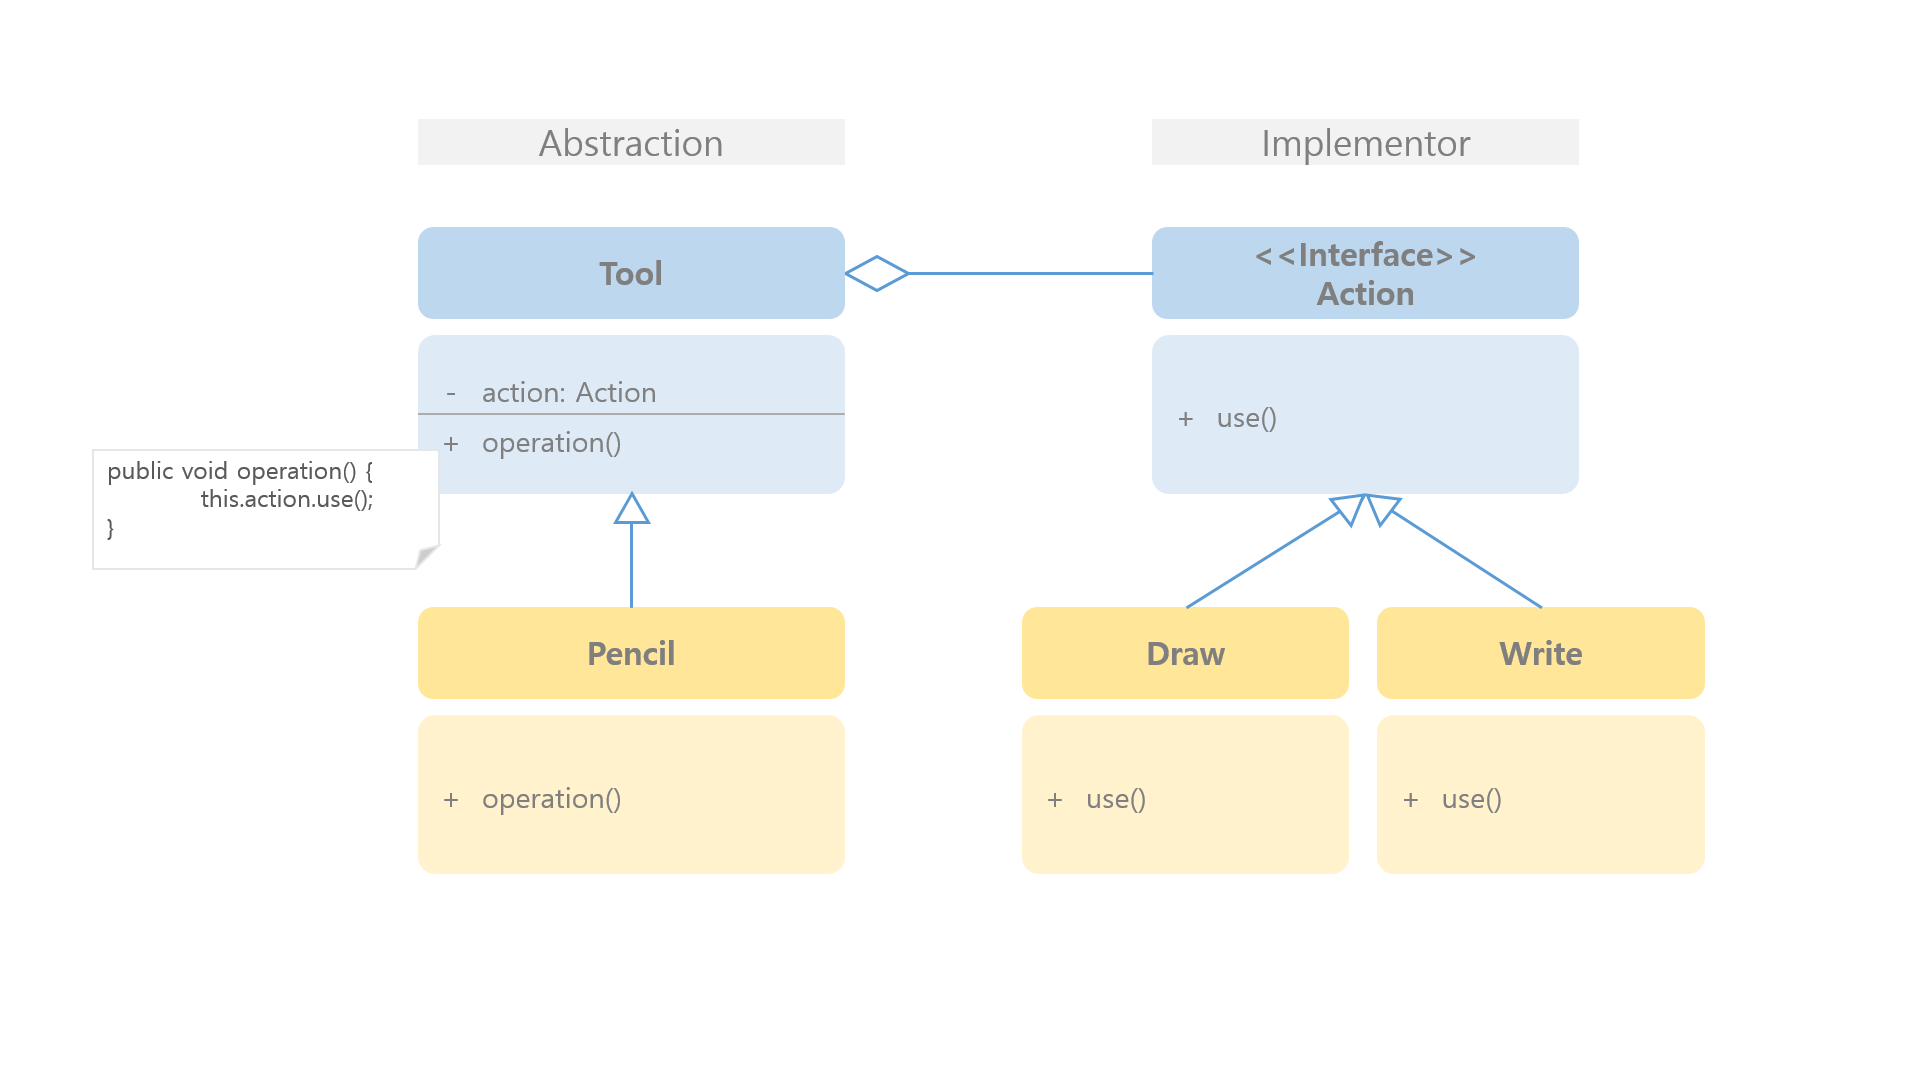 Abstraction
Implementor
Tool
<<Interface>>
Action
- action: Action
+ operation()
+ use()
public void operation() {
this.action.use();
}
Pencil
Draw
Write
+ operation()
+ use()
+ use()